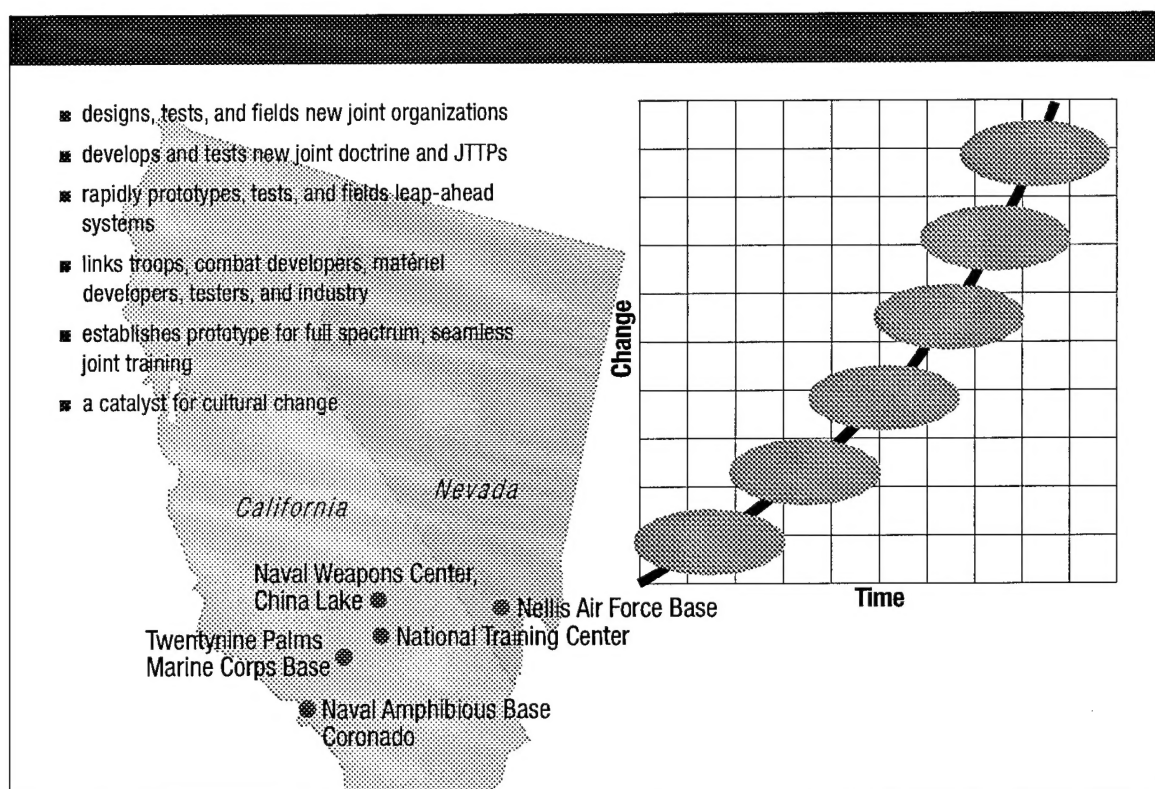 designs, tests, and fields new joint organizations
develops and tests new joint doctrine and JTTPs
rapidly prototypes, tests, and fields leap-ahead
systems
links troops, combat developers, matériel
developers, testers, and industry
establishes prototype for full spectrum, seamless
joint training
a catalyst for cultural change
California
Nevada
Naval Weapons Center,
China Lake
Nellis Air Force Base
National Training Center
Twentynine Palms
Marine Corps Base
Naval Amphibious Base
Coronado
Change
Time